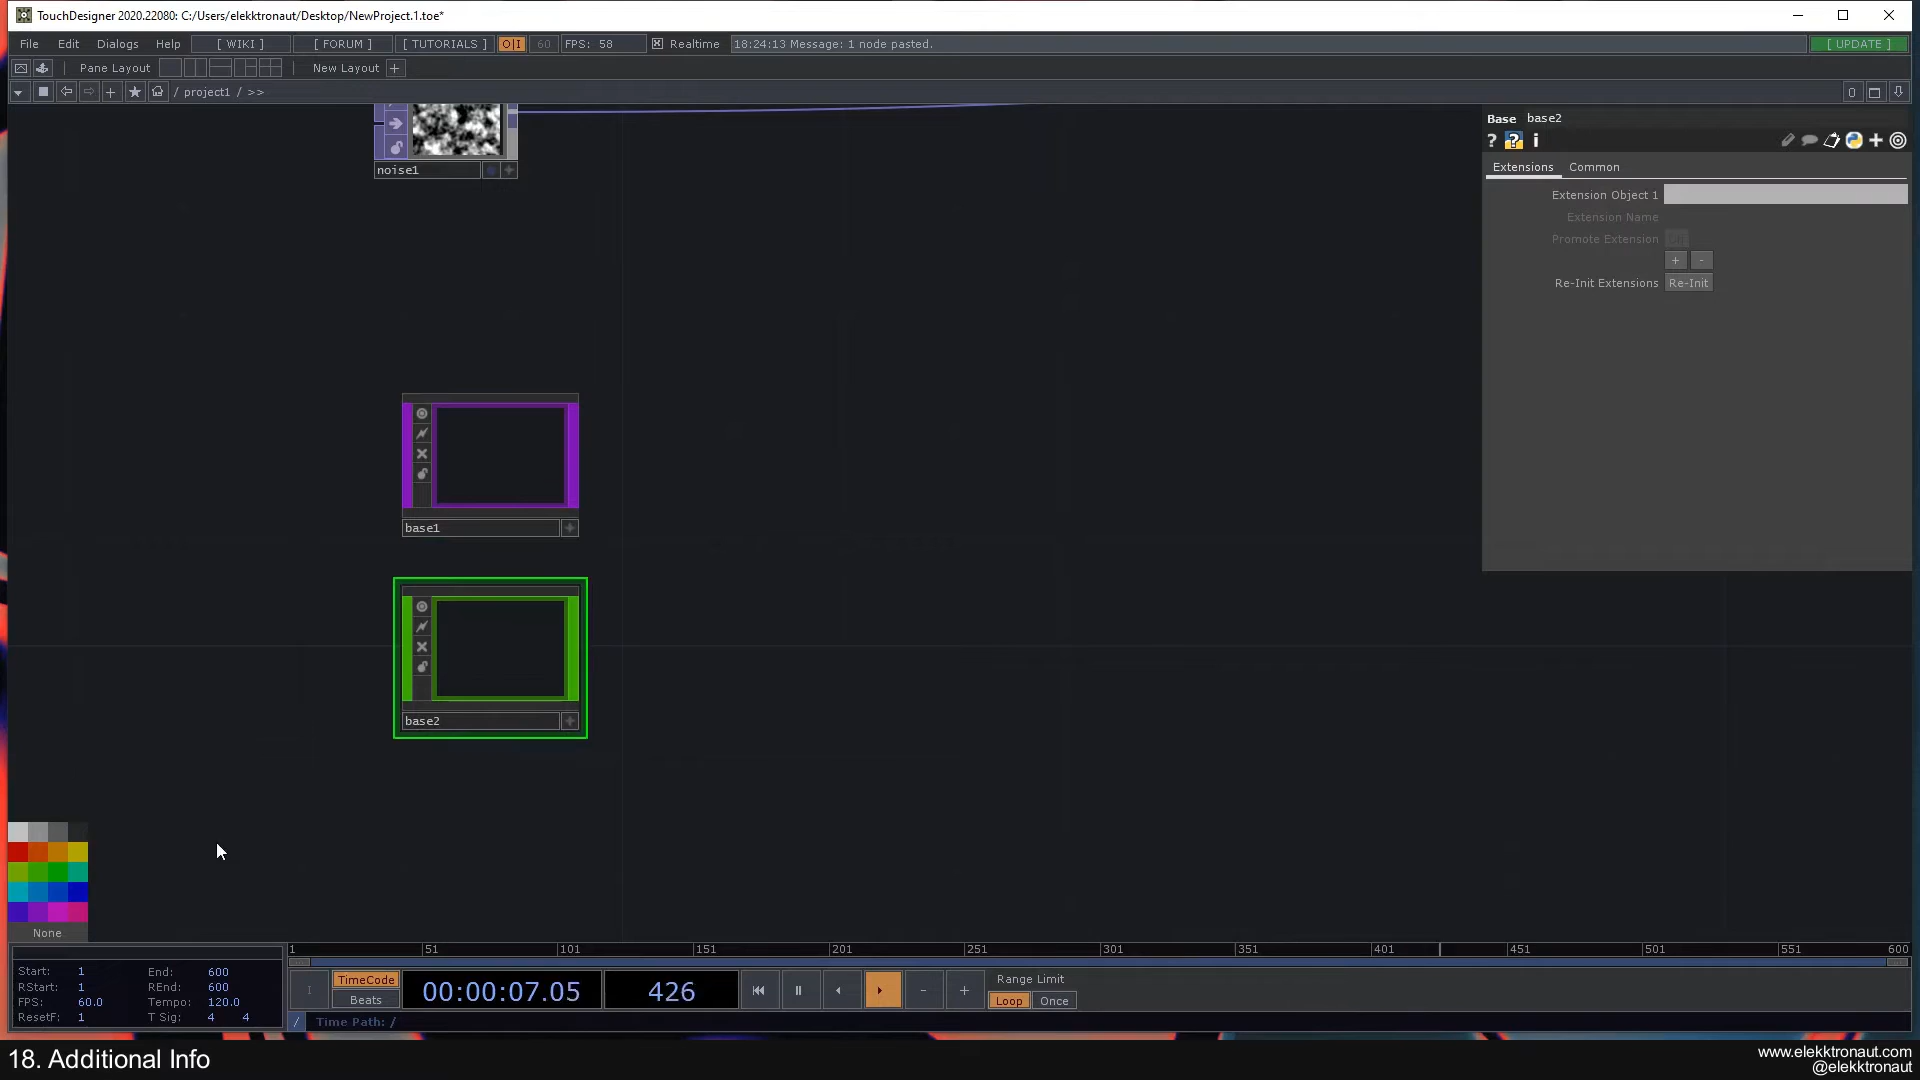 TouchDesigner 2020.22080: C:/Users/elekktronaut/Desktop/NewProject.1.toe*
File Edit Dialogs Help [ WIKI ] [ FORUM ] [ TUTORIALS ] O|I 60 FPS: 58 Realtime 18:24:13 Message: 1 node pasted. [ UPDATE ]
Pane Layout New Layout +
/ project1 / >> 0
Base base2
? ? i
noise1
Extensions Common
Extension Object 1
Extension Name
Promote Extension
+ -
Re-Init Extensions Re-Init
base1
base2
None
1 51 101 151 201 251 301 351 401 451 501 551 600
Start: 1 End: 600
RStart: 1 REnd: 600
FPS: 60.0 Tempo: 120.0
ResetF: 1 T Sig: 4 4
TimeCode
Beats
00:00:07.05 426
- +
Range Limit
Loop Once
/ Time Path: /
18. Additional Info
www.elekktronaut.com
@elekktronaut